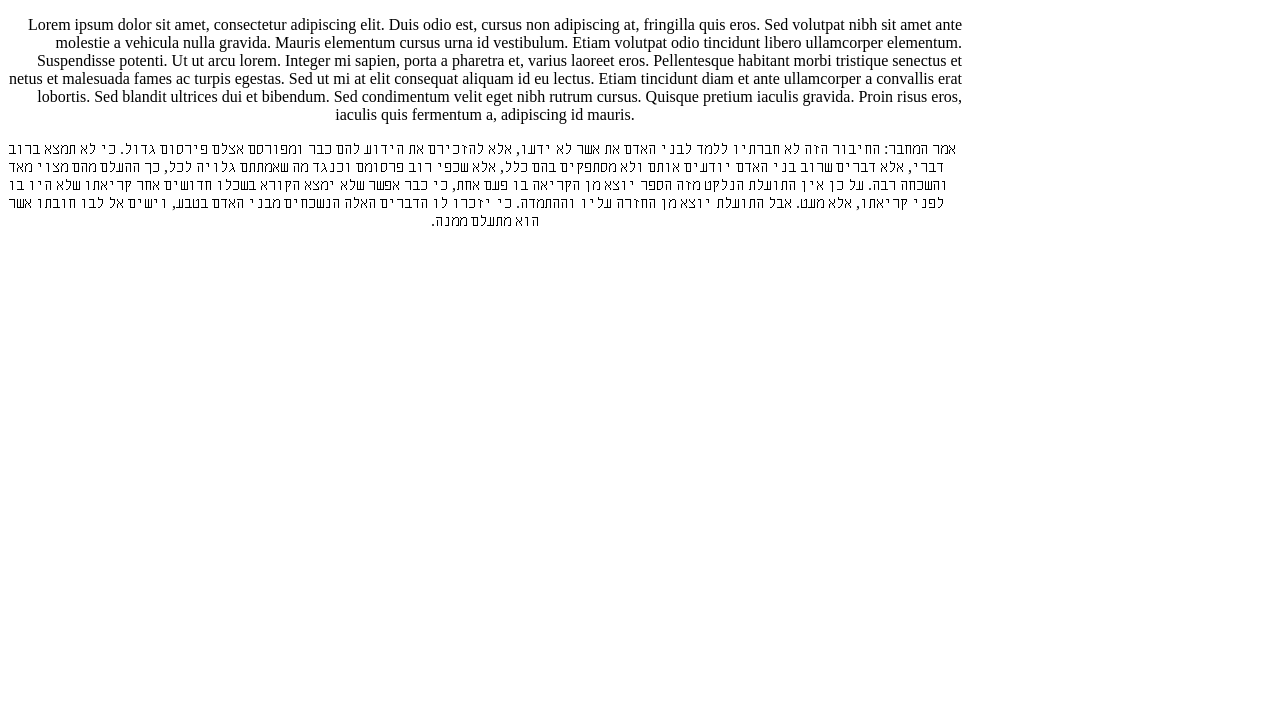 Lorem ipsum dolor sit amet, consectetur adipiscing elit. Duis odio est, cursus non adipiscing at, fringilla quis eros. Sed volutpat nibh sit amet ante
molestie a vehicula nulla gravida. Mauris elementum cursus urna id vestibulum. Etiam volutpat odio tincidunt libero ullamcorper elementum.
Suspendisse potenti. Ut ut arcu lorem. Integer mi sapien, porta a pharetra et, varius laoreet eros. Pellentesque habitant morbi tristique senectus et
netus et malesuada fames ac turpis egestas. Sed ut mi at elit consequat aliquam id eu lectus. Etiam tincidunt diam et ante ullamcorper a convallis erat
lobortis. Sed blandit ultrices dui et bibendum. Sed condimentum velit eget nibh rutrum cursus. Quisque pretium iaculis gravida. Proin risus eros,
iaculis quis fermentum a, adipiscing id mauris.
אמר המחבר: החיבור הזה לא חברתיו ללמד לבני האדם את אשר לא ידעו, אלא להזכירם את הידוע להם כבר ומפורסם אצלם פירסום גדול. כי לא תמצא ברוב
דברי, אלא דברים שרוב בני האדם יודעים אותם ולא מסתפקים בהם כלל, אלא שכפי רוב פרסומם וכנגד מה שאמתתם גלויה לכל, כך ההעלם מהם מצוי מאד
והשכחה רבה. על כן אין התועלת הנלקט מזה הספר יוצא מן הקריאה בו פעם אחת, כי כבר אפשר שלא ימצא הקורא בשכלו חדושים אחר קריאתו שלא היו בו
לפני קריאתו, אלא מעט. אבל התועלת יוצא מן החזרה עליו וההתמדה. כי יזכרו לו הדברים האלה הנשכחים מבני האדם בטבע, וישים אל לבו חובתו אשר
הוא מתעלם ממנה.